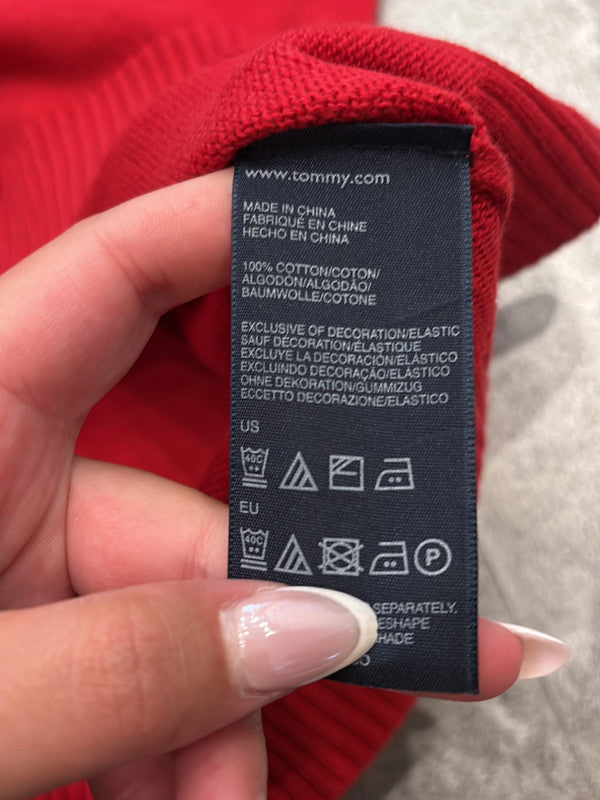 www.tommy.com
MADE IN CHINA
FABRIQUÉ EN CHINE
HECHO EN CHINA
100% COTTON/COTON/
ALGODÓN/ALGODÃO/
BAUMWOLLE/COTONE
EXCLUSIVE OF DECORATION/ELASTIC
SAUF DÉCORATION/ÉLASTIQUE
EXCLUYE LA DECORACIÓN/ELÁSTICO
EXCLUINDO DECORAÇÃO/ELÁSTICO
OHNE DEKORATION/GUMMIZUG
ECCETTO DECORAZIONE/ELASTICO
US
40C
EU
40C P
SEPARATELY.